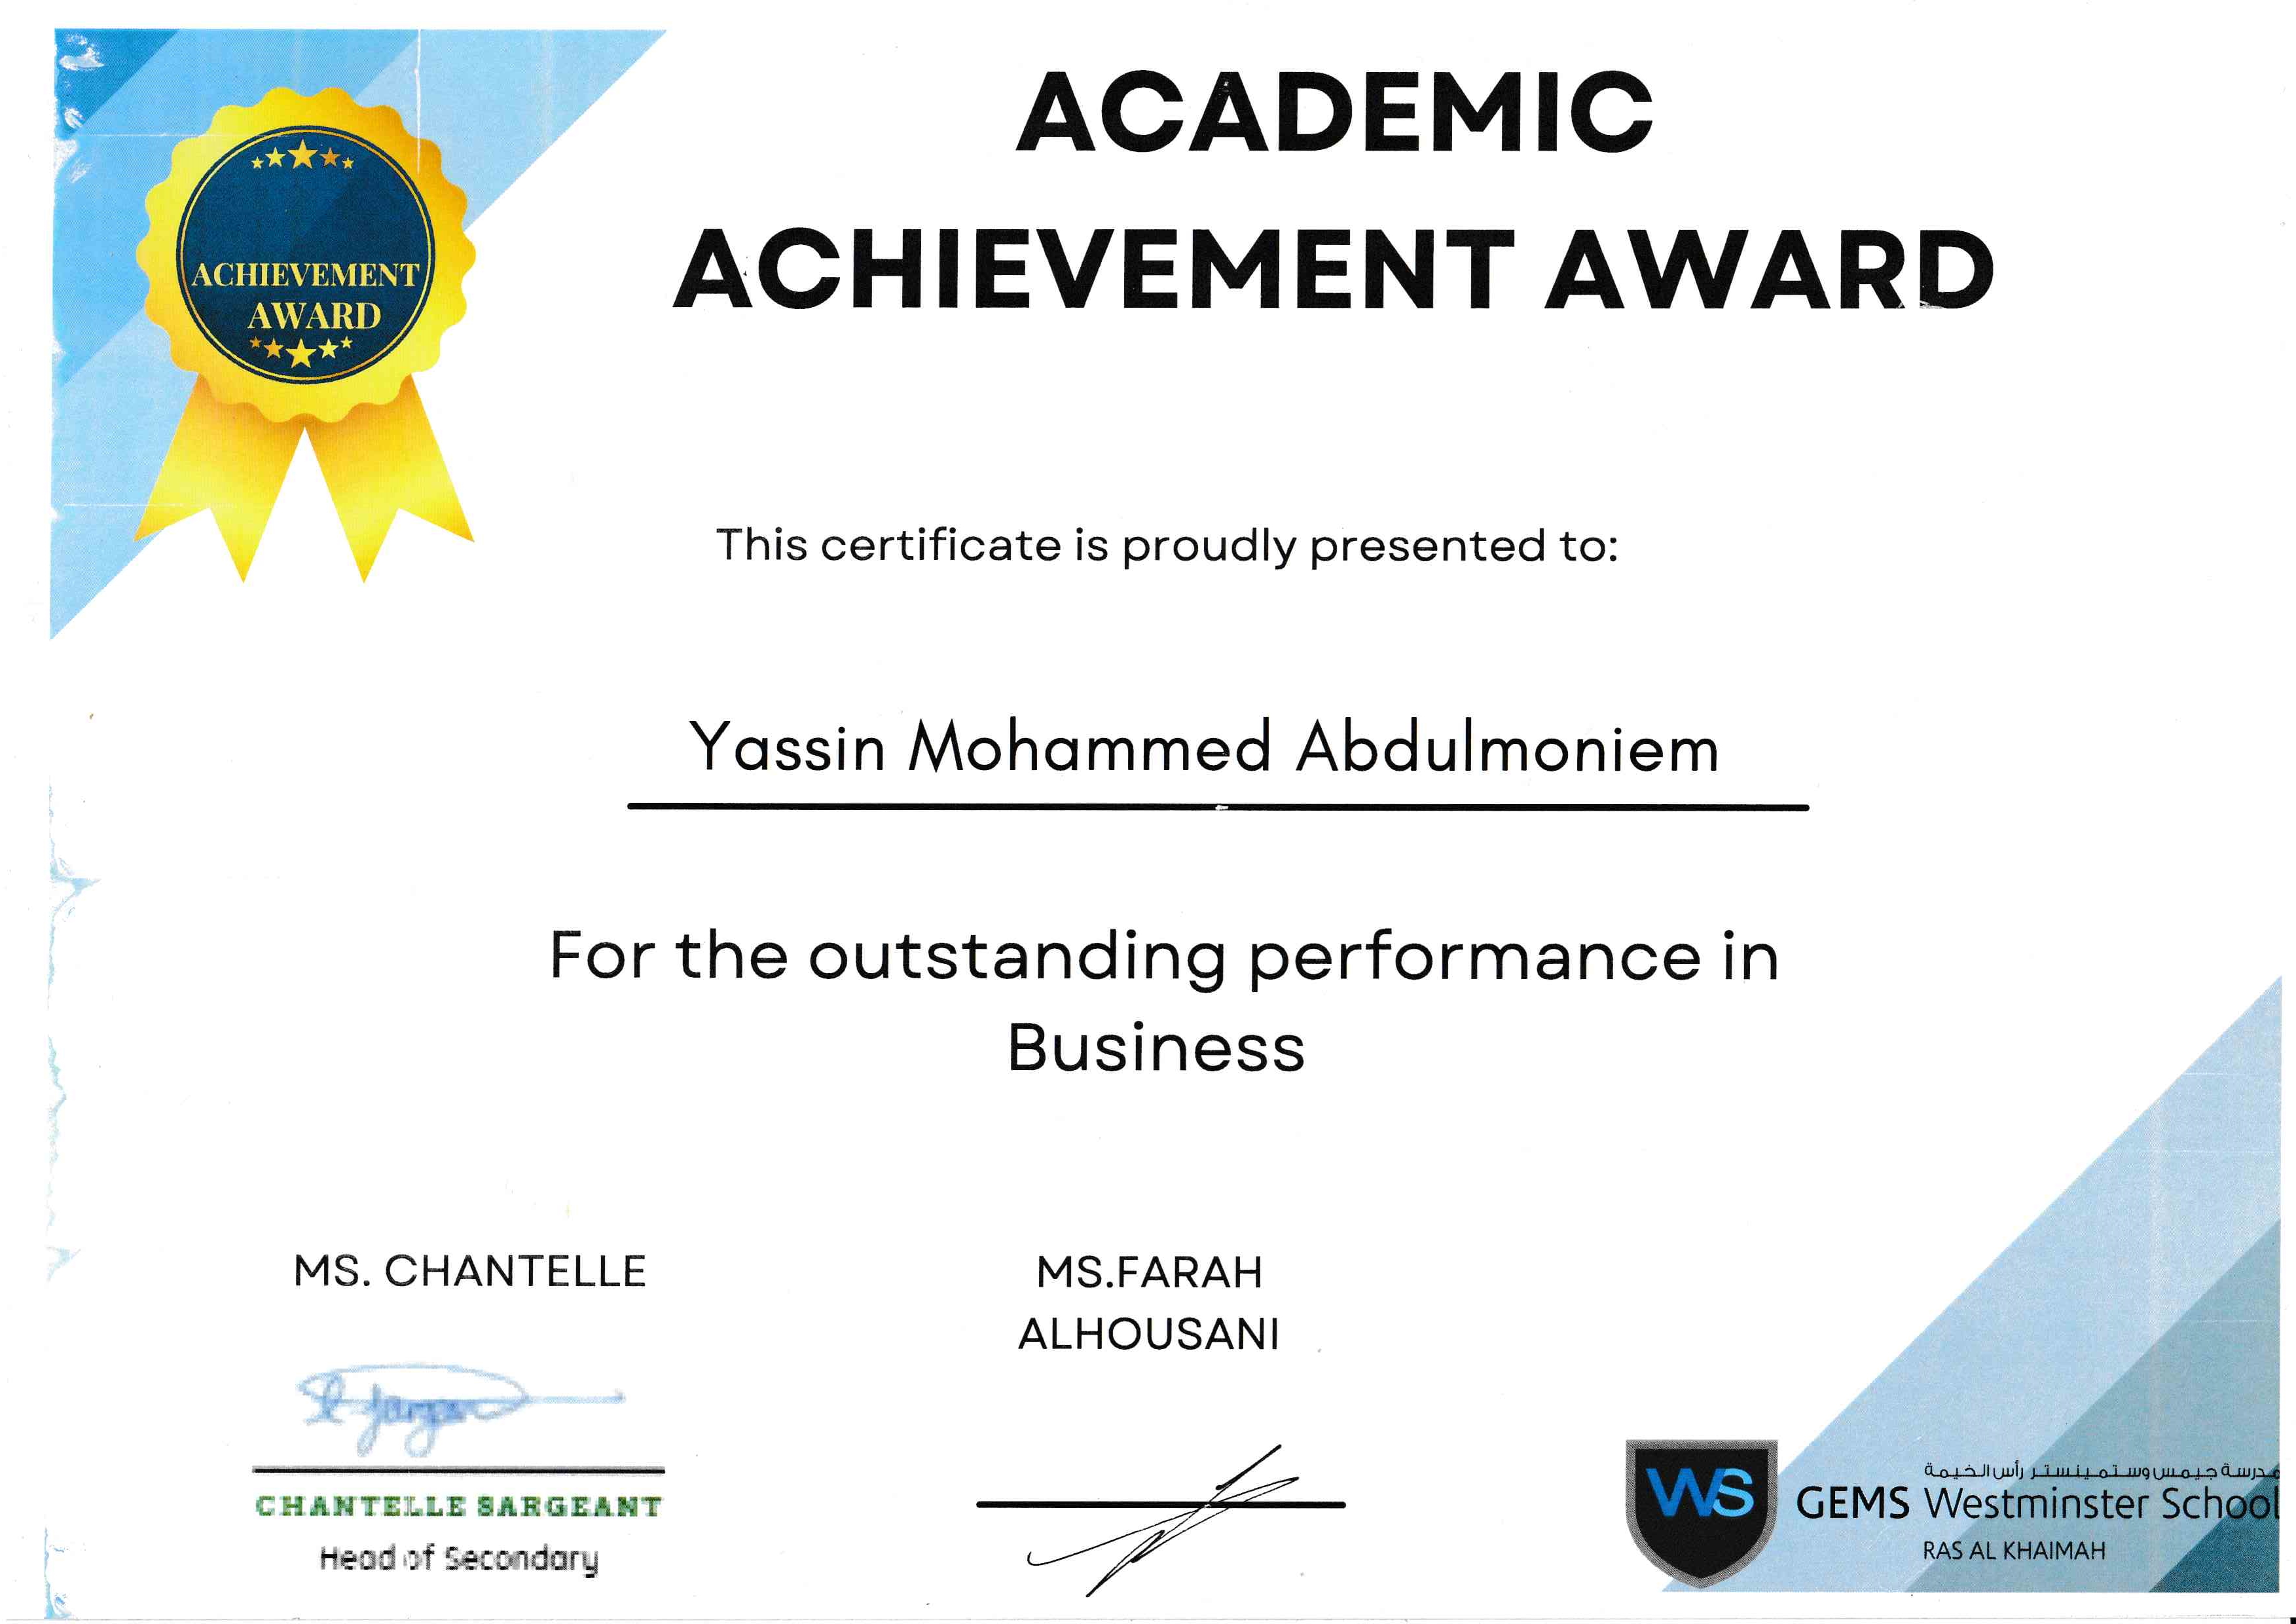 ACADEMIC
ACHIEVEMENT AWARD
ACHIEVEMENT
AWARD
This certificate is proudly presented to:
Yassin Mohammed Abdulmoniem
For the outstanding performance in
Business
MS. CHANTELLE
MS.FARAH
ALHOUSANI
CHANTELLE SARGEANT
Head of Secondary
WS
مدرسة جيمس وستمينستر رأس الخيمة
GEMS Westminster School
RAS AL KHAIMAH